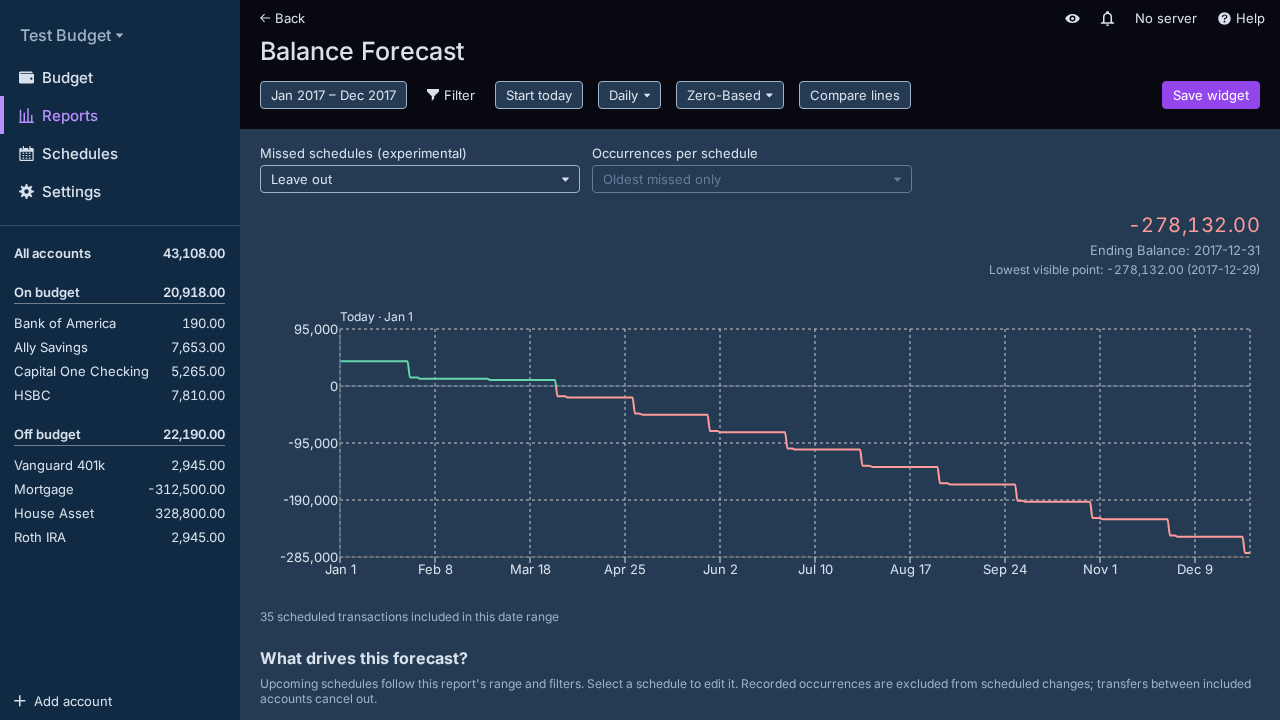 Test Budget
Budget
Reports
Schedules
Settings
All accounts 43,108.00
On budget 20,918.00
Bank of America 190.00
Ally Savings 7,653.00
Capital One Checking 5,265.00
HSBC 7,810.00
Off budget 22,190.00
Vanguard 401k 2,945.00
Mortgage -312,500.00
House Asset 328,800.00
Roth IRA 2,945.00
Add account
Back
No server
Help
Balance Forecast
Jan 2017 – Dec 2017
Filter
Start today
Daily
Zero-Based
Compare lines
Save widget
Missed schedules (experimental)
Occurrences per schedule
Leave out
Oldest missed only
-278,132.00
Ending Balance: 2017-12-31
Lowest visible point: -278,132.00 (2017-12-29)
Today · Jan 1
95,000
0
-95,000
-190,000
-285,000
Jan 1
Feb 8
Mar 18
Apr 25
Jun 2
Jul 10
Aug 17
Sep 24
Nov 1
Dec 9
35 scheduled transactions included in this date range
What drives this forecast?
Upcoming schedules follow this report's range and filters. Select a schedule to edit it. Recorded occurrences are excluded from scheduled changes; transfers between included
accounts cancel out.